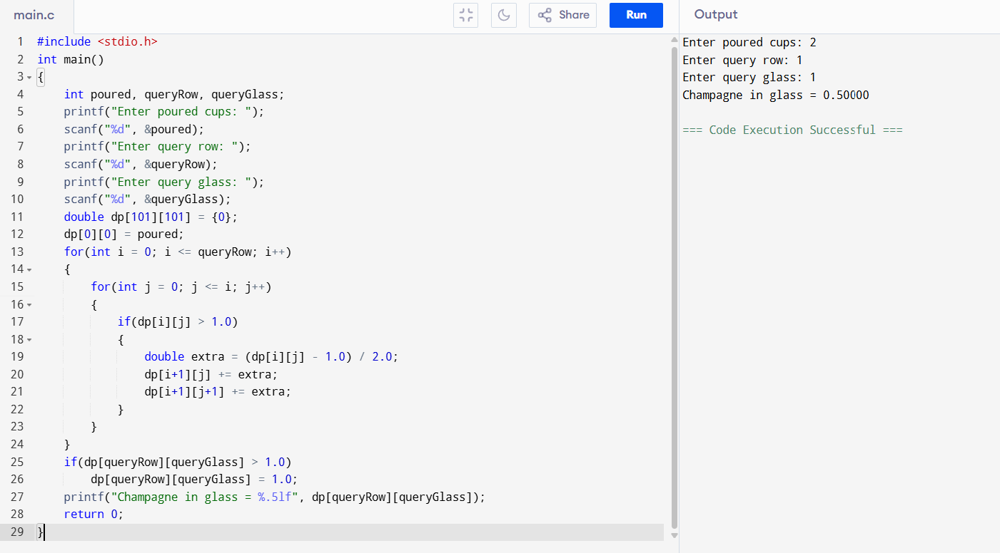 main.c
Share
Run
Output
1 #include <stdio.h>
2 int main()
3 {
4     int poured, queryRow, queryGlass;
5     printf("Enter poured cups: ");
6     scanf("%d", &poured);
7     printf("Enter query row: ");
8     scanf("%d", &queryRow);
9     printf("Enter query glass: ");
10     scanf("%d", &queryGlass);
11     double dp[101][101] = {0};
12     dp[0][0] = poured;
13     for(int i = 0; i <= queryRow; i++)
14     {
15         for(int j = 0; j <= i; j++)
16         {
17             if(dp[i][j] > 1.0)
18             {
19                 double extra = (dp[i][j] - 1.0) / 2.0;
20                 dp[i+1][j] += extra;
21                 dp[i+1][j+1] += extra;
22             }
23         }
24     }
25     if(dp[queryRow][queryGlass] > 1.0)
26         dp[queryRow][queryGlass] = 1.0;
27     printf("Champagne in glass = %.5lf", dp[queryRow][queryGlass]);
28     return 0;
29 }
Enter poured cups: 2
Enter query row: 1
Enter query glass: 1
Champagne in glass = 0.50000
=== Code Execution Successful ===